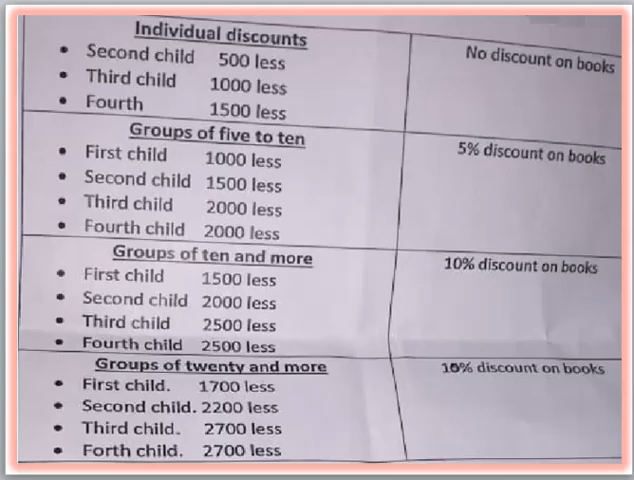 Individual discounts
No discount on books
• Second child 500 less
• Third child 1000 less
• Fourth 1500 less
Groups of five to ten
5% discount on books
• First child 1000 less
• Second child 1500 less
• Third child 2000 less
• Fourth child 2000 less
Groups of ten and more
10% discount on books
• First child 1500 less
• Second child 2000 less
• Third child 2500 less
• Fourth child 2500 less
Groups of twenty and more
10% discount on books
• First child. 1700 less
• Second child. 2200 less
• Third child. 2700 less
• Forth child. 2700 less